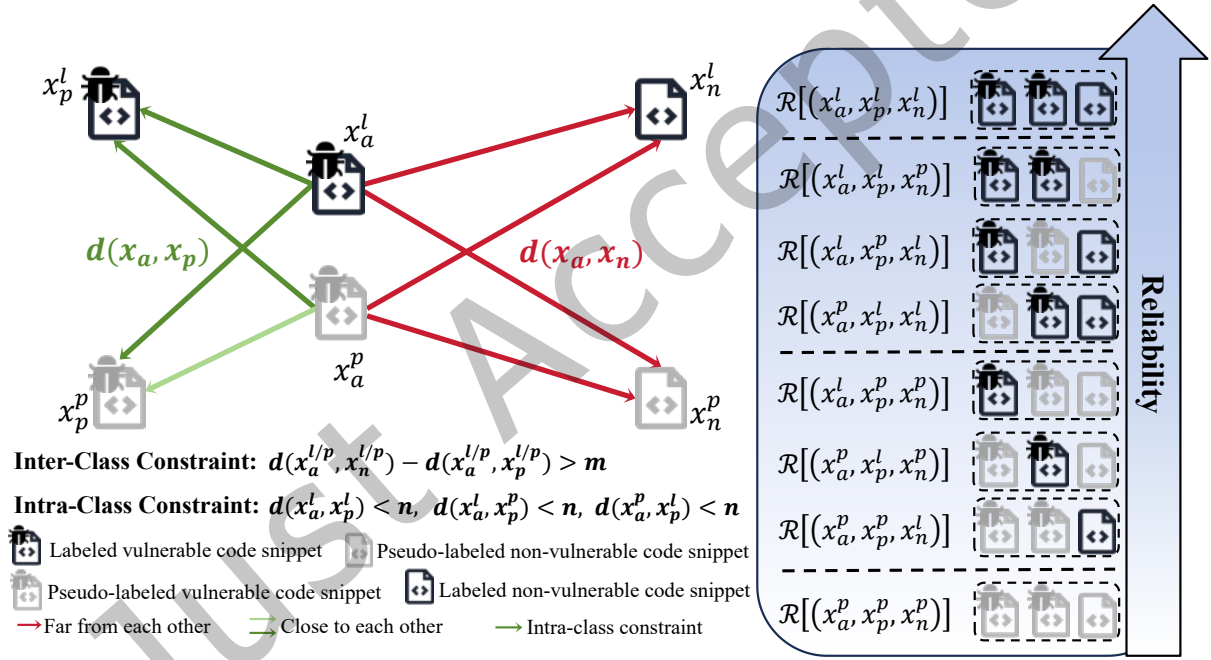 x_p^l
x_a^l
x_n^l
d(x_a, x_p)
d(x_a, x_n)
x_a^p
x_p^p
x_n^p
Inter-Class Constraint: d(x_a^{l/p}, x_n^{l/p}) − d(x_a^{l/p}, x_p^{l/p}) > m
Intra-Class Constraint: d(x_a^l, x_p^l) < n, d(x_a^l, x_p^p) < n, d(x_a^p, x_p^l) < n
Labeled vulnerable code snippet
Pseudo-labeled non-vulnerable code snippet
Pseudo-labeled vulnerable code snippet
Labeled non-vulnerable code snippet
Far from each other
Close to each other
Intra-class constraint
ℛ[(x_a^l, x_p^l, x_n^l)]
ℛ[(x_a^l, x_p^l, x_n^p)]
ℛ[(x_a^l, x_p^p, x_n^l)]
ℛ[(x_a^p, x_p^l, x_n^l)]
ℛ[(x_a^l, x_p^p, x_n^p)]
ℛ[(x_a^p, x_p^l, x_n^p)]
ℛ[(x_a^p, x_p^p, x_n^l)]
ℛ[(x_a^p, x_p^p, x_n^p)]
Reliability
Just Accepte